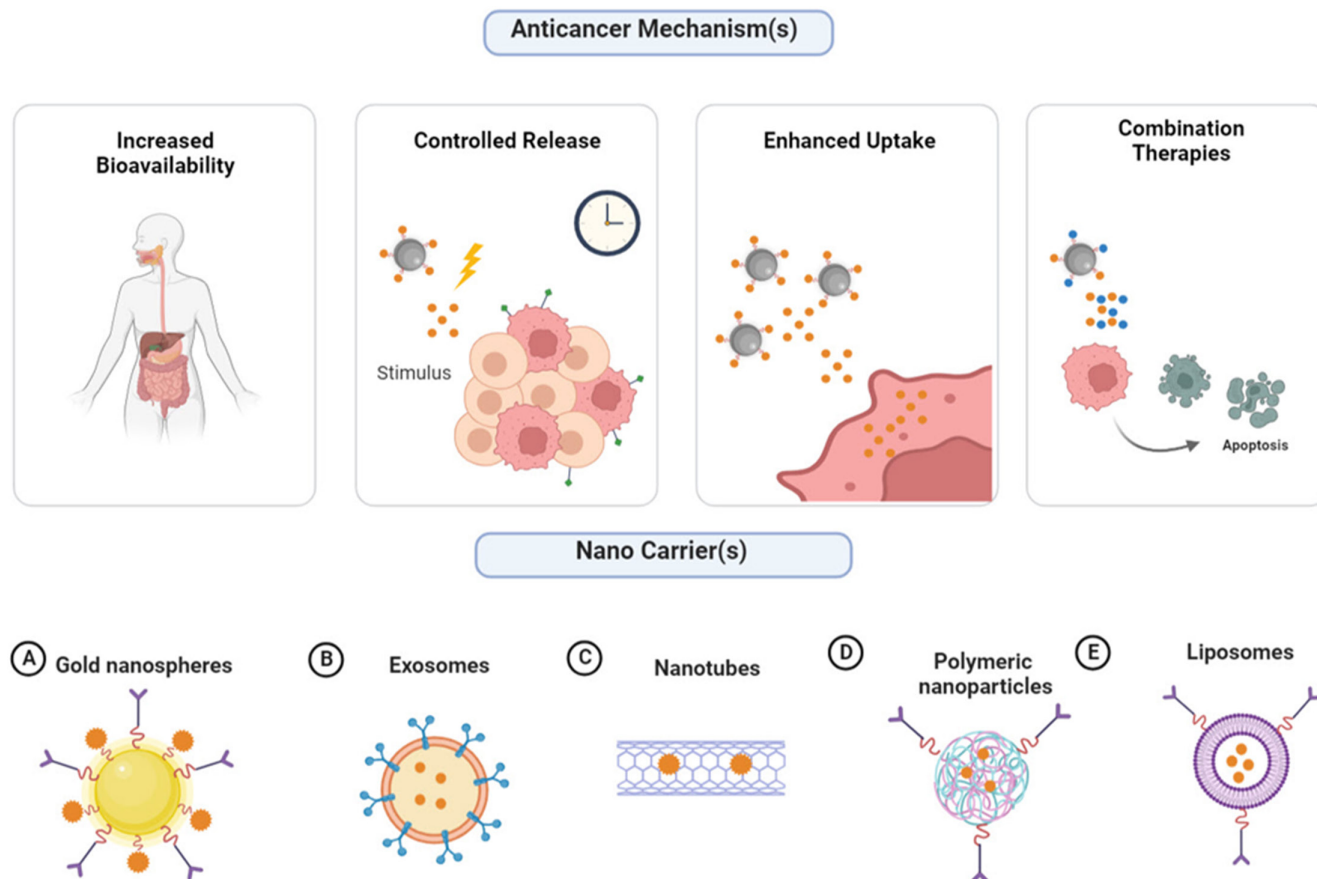 Anticancer Mechanism(s)
Increased
Bioavailability
Controlled Release
Stimulus
Enhanced Uptake
Combination
Therapies
Apoptosis
Nano Carrier(s)
A Gold nanospheres
B Exosomes
C Nanotubes
D Polymeric
nanoparticles
E Liposomes